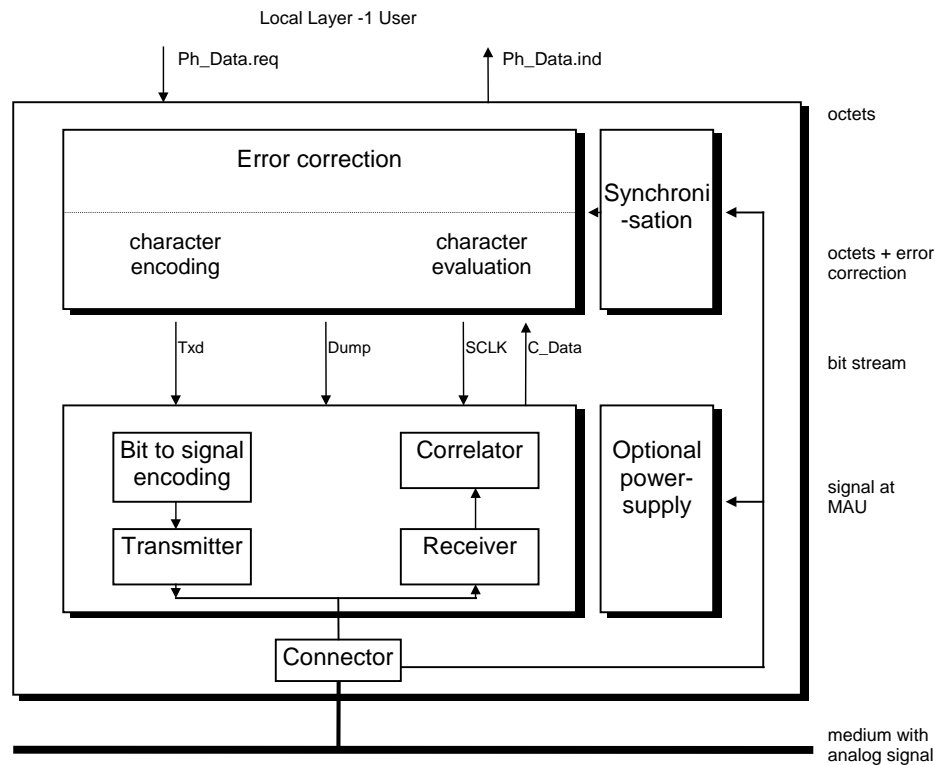 Local Layer -1 User
Ph_Data.req
Ph_Data.ind
octets
Error correction
Synchroni
-sation
character
encoding
character
evaluation
octets + error
correction
Txd
Dump
SCLK
C_Data
bit stream
Bit to signal
encoding
Correlator
Optional
power-
supply
signal at
MAU
Transmitter
Receiver
Connector
medium with
analog signal